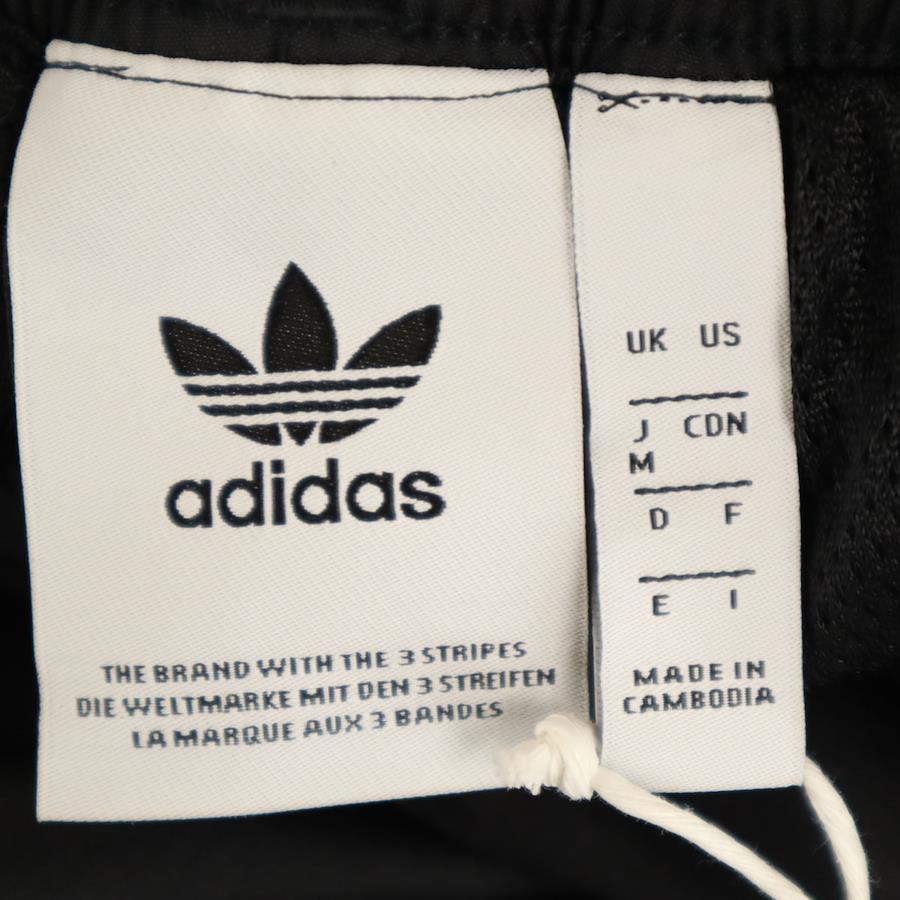 adidas
THE BRAND WITH THE 3 STRIPES
DIE WELTMARKE MIT DEN 3 STREIFEN
LA MARQUE AUX 3 BANDES
UK US
J CDN
M
D F
E I
MADE IN
CAMBODIA